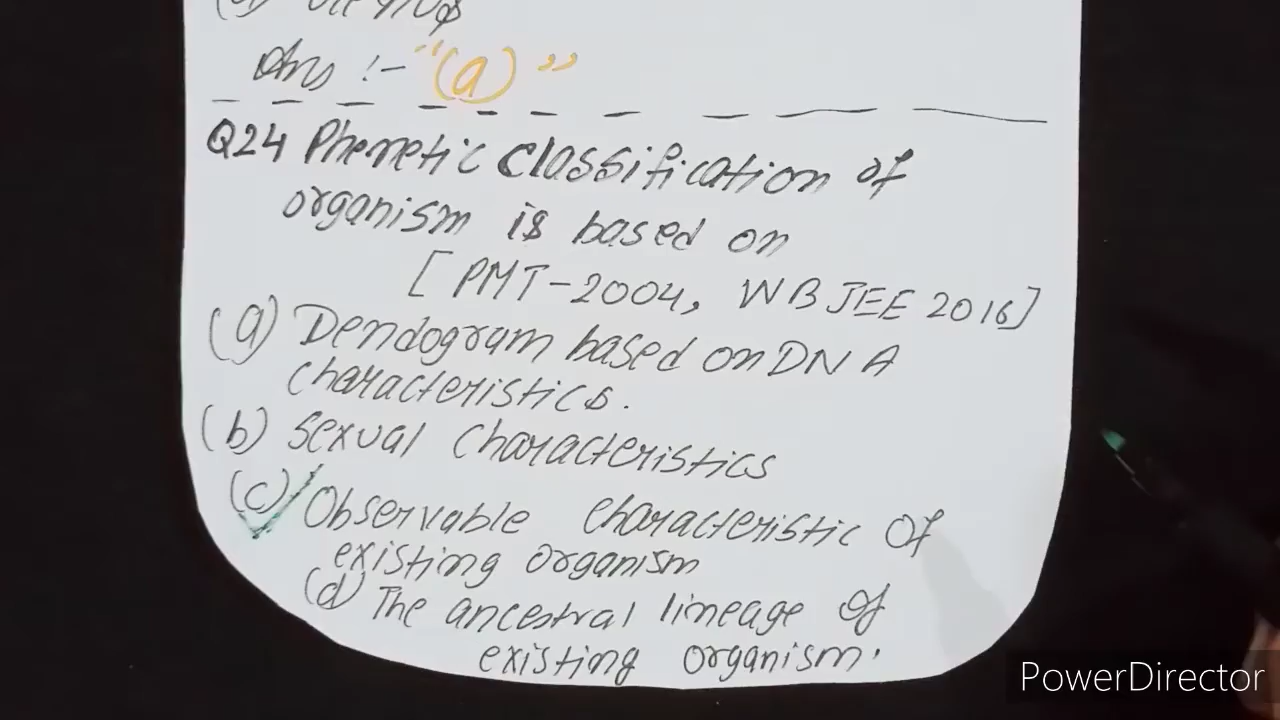 Ans :- "(a)"
Q24 Phenetic Classification of
organism is based on
[PMT-2004, WBJEE 2016]
(a) Dendogram based on DNA
characteristics.
(b) Sexual Characteristics
(c) Observable characteristic of
existing organism
(d) The ancestral lineage of
existing organism.
PowerDirector